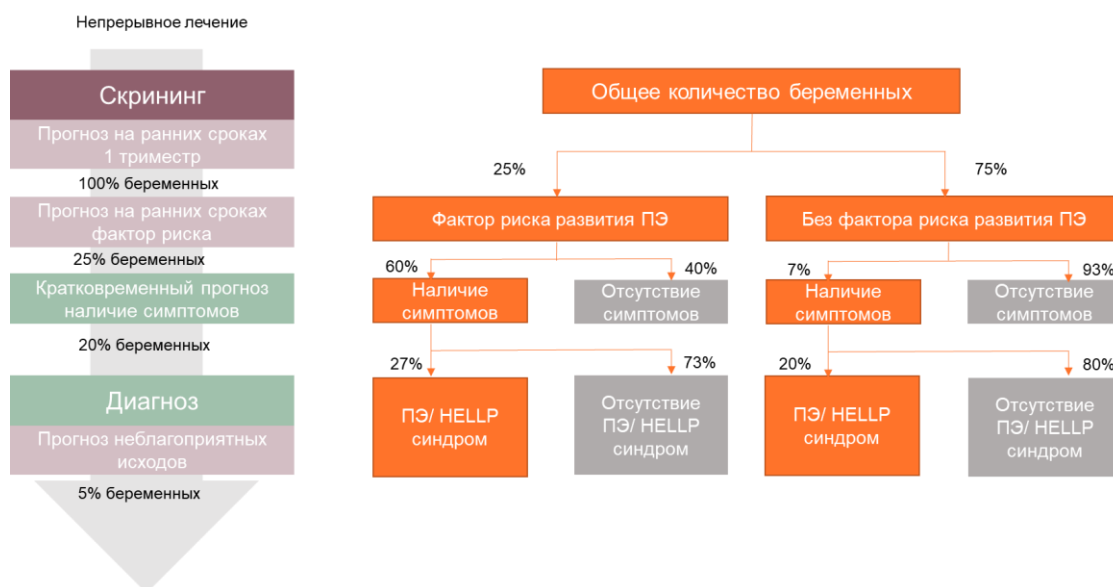 Непрерывное лечение
Скрининг
Прогноз на ранних сроках
1 триместр
100% беременных
Прогноз на ранних сроках
фактор риска
25% беременных
Кратковременный прогноз
наличие симптомов
20% беременных
Диагноз
Прогноз неблагоприятных
исходов
5% беременных
Общее количество беременных
25%
75%
Фактор риска развития ПЭ
Без фактора риска развития ПЭ
60%
40%
7%
93%
Наличие
симптомов
Отсутствие
симптомов
Наличие
симптомов
Отсутствие
симптомов
27%
73%
20%
80%
ПЭ/ HELLP
синдром
Отсутствие
ПЭ/ HELLP
синдром
ПЭ/ HELLP
синдром
Отсутствие
ПЭ/ HELLP
синдром